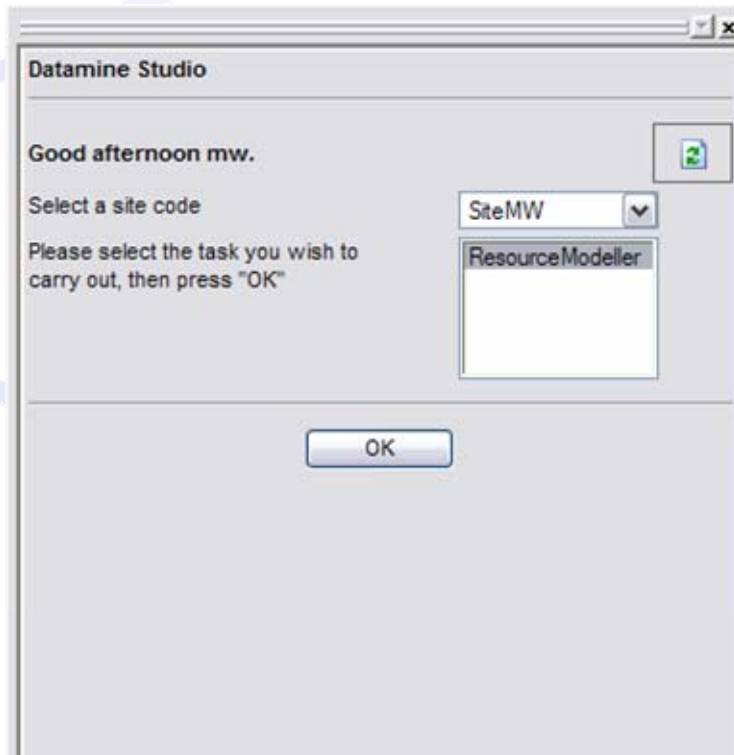 Datamine Studio
Good afternoon mw.
Select a site code
SiteMW
Please select the task you wish to
carry out, then press "OK"
ResourceModeller
OK